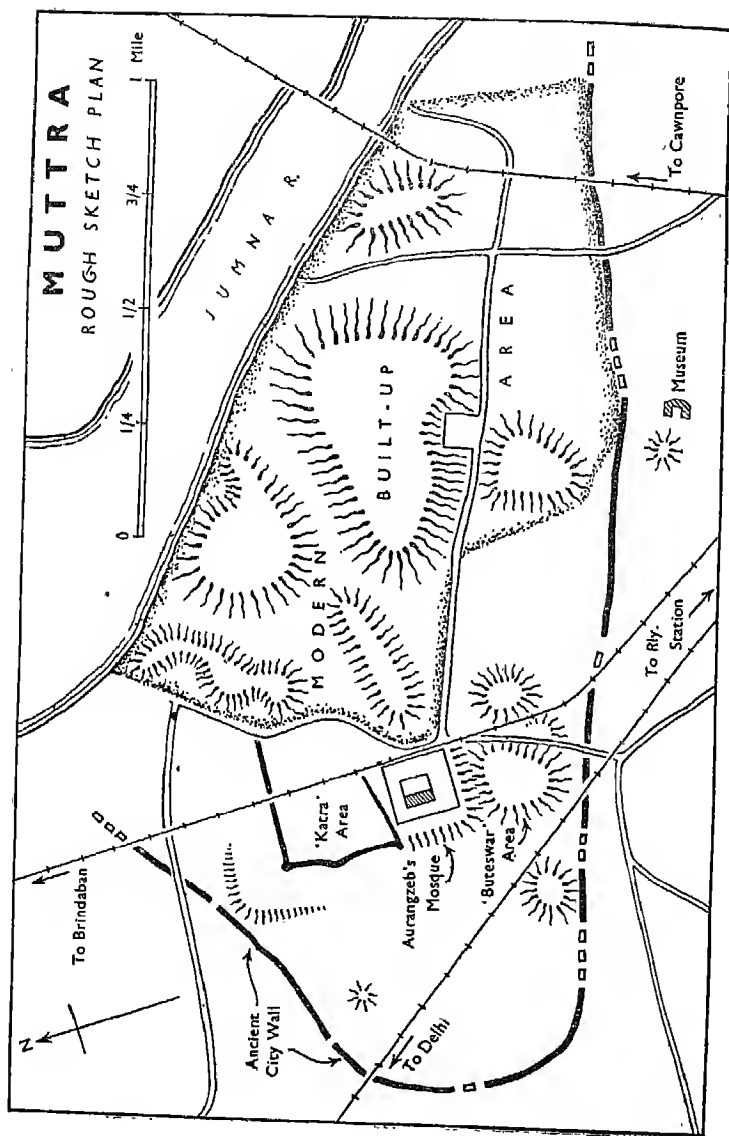 MUTTRA
ROUGH SKETCH PLAN
0 1/4 1/2 3/4 1 Mile
N
To Brindaban
JUMNA R.
Ancient
City Wall
'Katra'
Area
MODERN
BUILT-UP
AREA
Aurangzeb's
Mosque
'Buteswar'
Area
To Delhi
To Rly.
Station
Museum
To Cawnpore